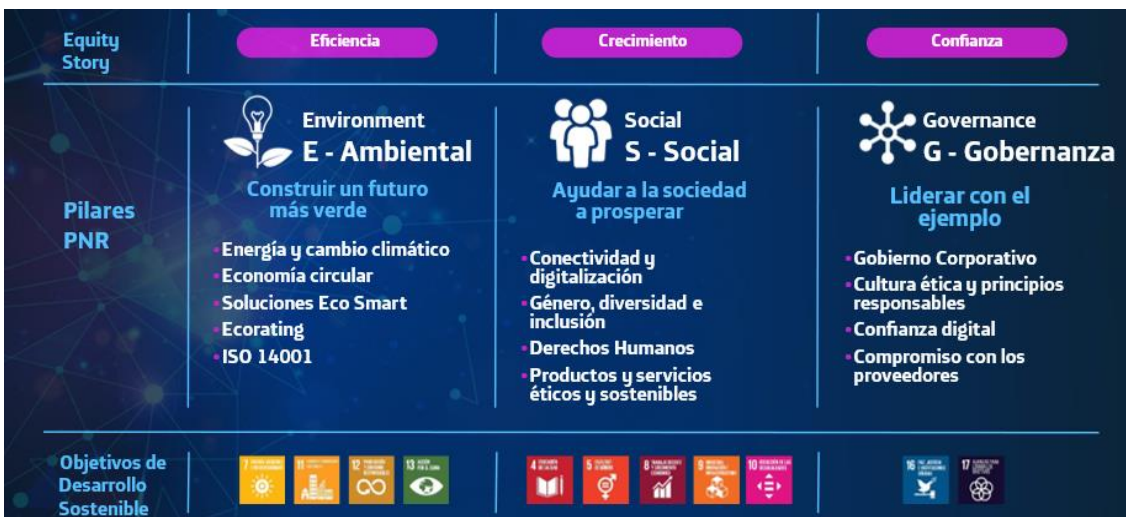 Equity
Story
Eficiencia
Crecimiento
Confianza
Pilares
PNR
Environment
E - Ambiental
Construir un futuro
más verde
Energía y cambio climático
Economía circular
Soluciones Eco Smart
Ecorating
ISO 14001
Social
S - Social
Ayudar a la sociedad
a prosperar
Conectividad y
digitalización
Género, diversidad e
inclusión
Derechos Humanos
Productos y servicios
éticos y sostenibles
Governance
G - Gobernanza
Liderar con el
ejemplo
Gobierno Corporativo
Cultura ética y principios
responsables
Confianza digital
Compromiso con los
proveedores
Objetivos de
Desarrollo
Sostenible
7
11
12
13
4
5
8
9
10
16
17